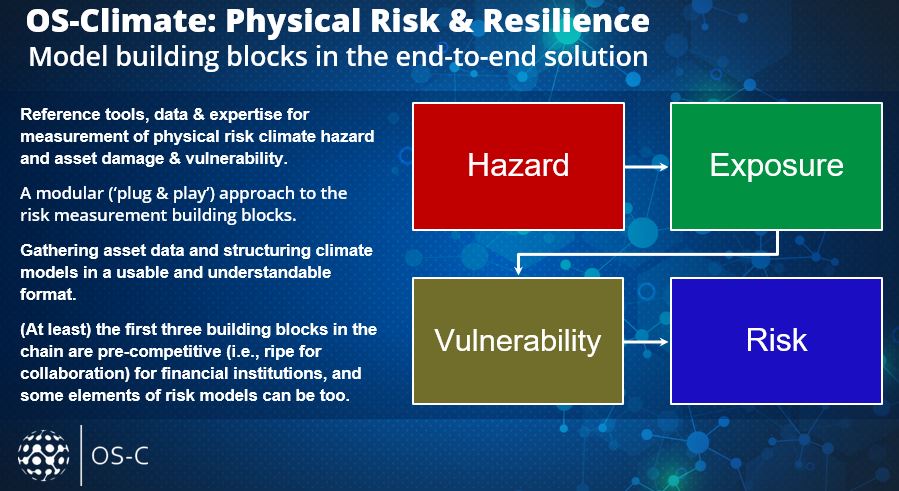 OS-Climate: Physical Risk & Resilience
Model building blocks in the end-to-end solution
Reference tools, data & expertise for
measurement of physical risk climate hazard
and asset damage & vulnerability.
A modular (‘plug & play’) approach to the
risk measurement building blocks.
Gathering asset data and structuring climate
models in a usable and understandable
format.
(At least) the first three building blocks in the
chain are pre-competitive (i.e., ripe for
collaboration) for financial institutions, and
some elements of risk models can be too.
Hazard
Exposure
Vulnerability
Risk
OS-C